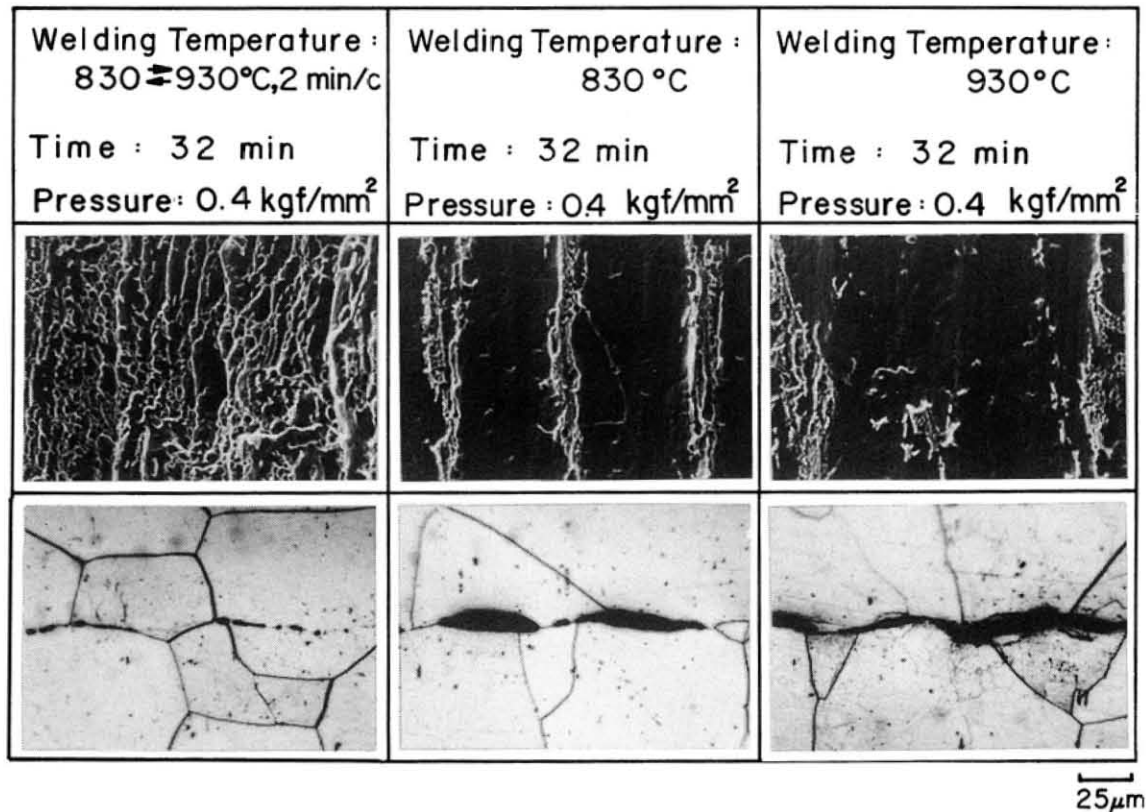 Welding Temperature :
830 ⇄ 930°C, 2 min/c
Time : 32 min
Pressure : 0.4 kgf/mm²
Welding Temperature :
830 °C
Time : 32 min
Pressure : 0.4 kgf/mm²
Welding Temperature :
930°C
Time : 32 min
Pressure : 0.4 kgf/mm²
25μm